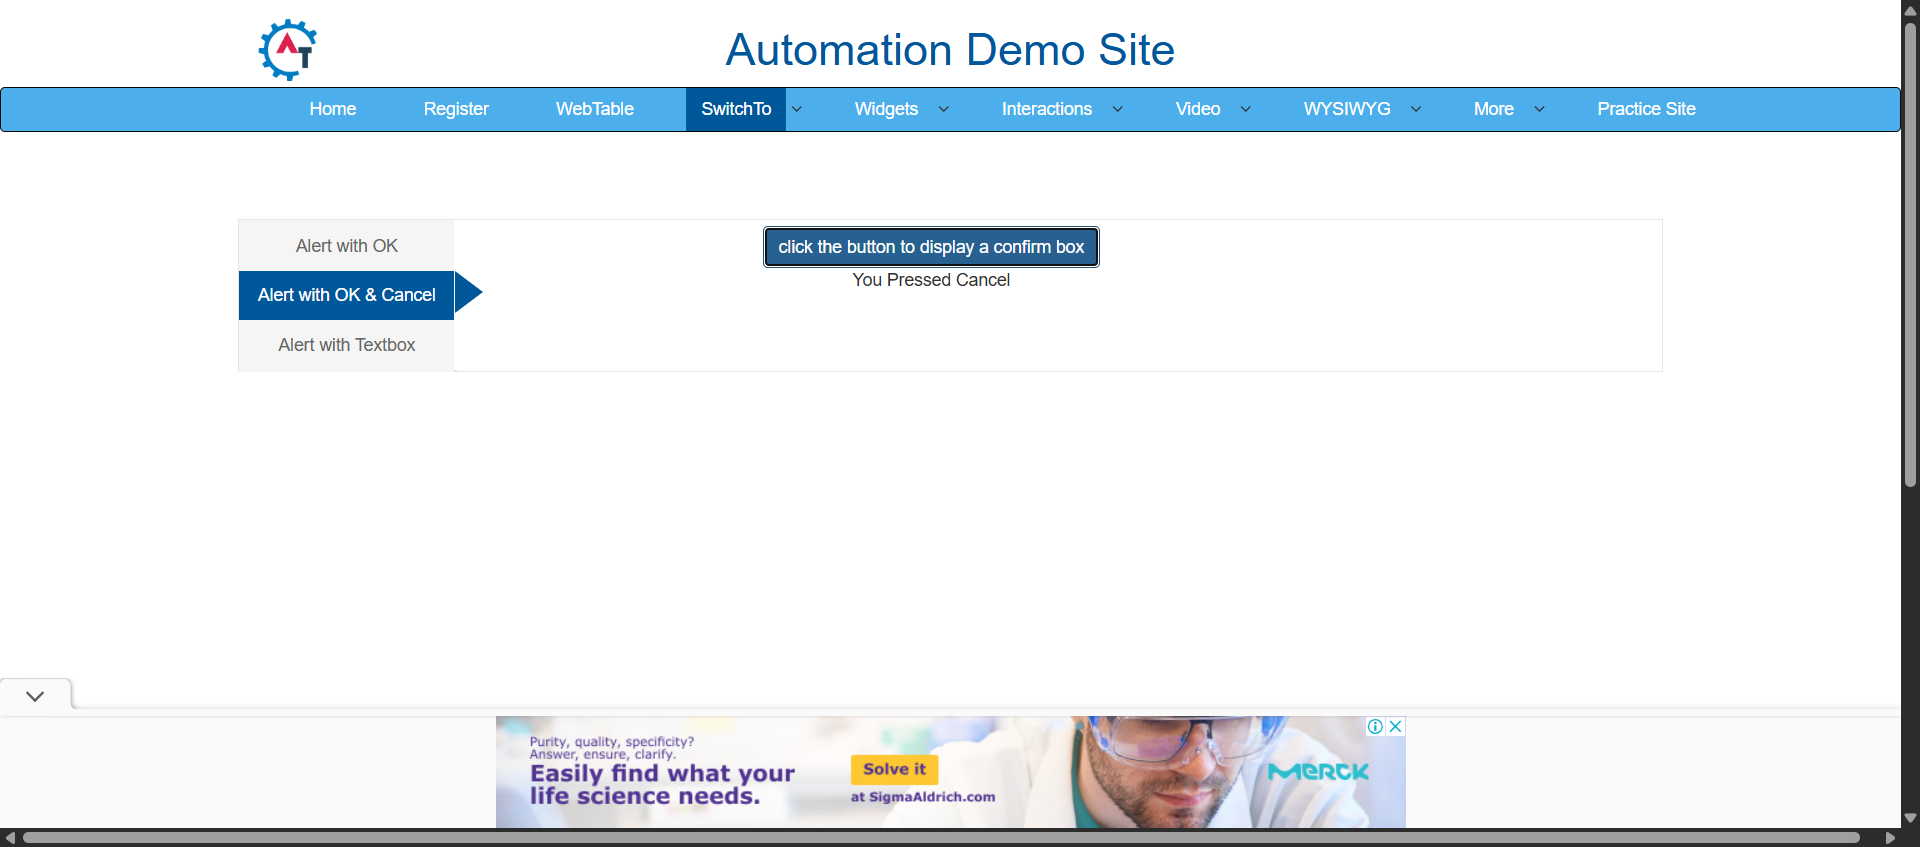 AT
Automation Demo Site
Home Register WebTable SwitchTo Widgets Interactions Video WYSIWYG More Practice Site
Alert with OK
click the button to display a confirm box
You Pressed Cancel
Alert with OK & Cancel
Alert with Textbox
Purity, quality, specificity?
Answer, ensure, clarify.
Easily find what your
life science needs.
Solve it
at SigmaAldrich.com
MERCK